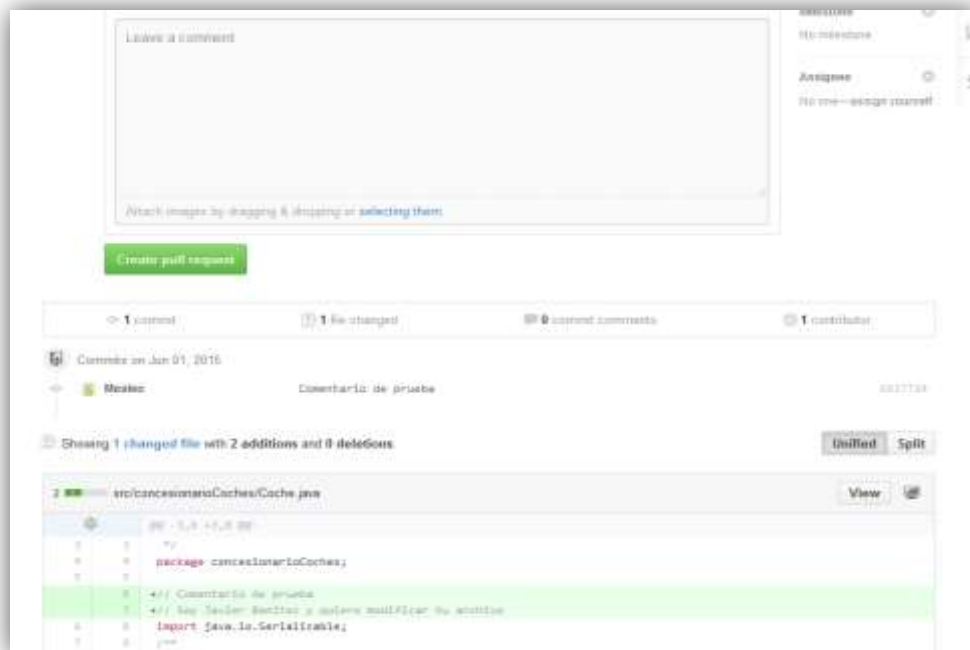 Milestone
No milestone
Leave a comment
Assignee
No one—assign yourself
Attach images by dragging & dropping or selecting them.
Create pull request
1 commit
1 file changed
0 commit comments
1 contributor
Commits on Jun 01, 2015
Comentario de prueba
Showing 1 changed file with 2 additions and 0 deletions.
Unified
Split
2
src/concesionarioCoches/Coche.java
View
*/
package concesionarioCoches;
+// Comentario de prueba
+// Soy Javier Benítez y quiero modificar tu archivo
import java.io.Serializable;
/**